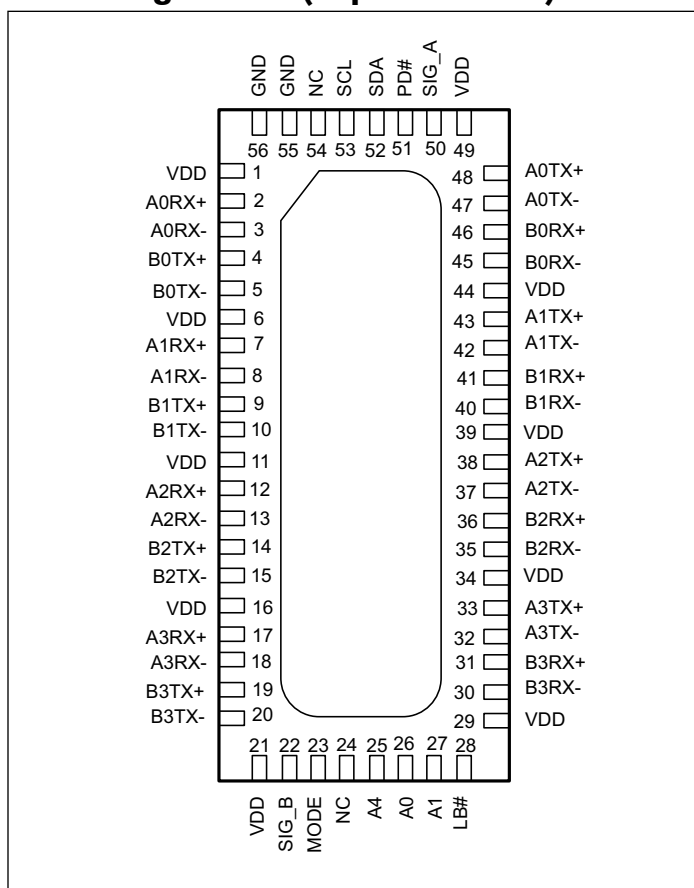 GND GND NC SCL SDA PD# SIG_A VDD
56 55 54 53 52 51 50 49
VDD 1 48 A0TX+
A0RX+ 2 47 A0TX-
A0RX- 3 46 B0RX+
B0TX+ 4 45 B0RX-
B0TX- 5 44 VDD
VDD 6 43 A1TX+
A1RX+ 7 42 A1TX-
A1RX- 8 41 B1RX+
B1TX+ 9 40 B1RX-
B1TX- 10 39 VDD
VDD 11 38 A2TX+
A2RX+ 12 37 A2TX-
A2RX- 13 36 B2RX+
B2TX+ 14 35 B2RX-
B2TX- 15 34 VDD
VDD 16 33 A3TX+
A3RX+ 17 32 A3TX-
A3RX- 18 31 B3RX+
B3TX+ 19 30 B3RX-
B3TX- 20 29 VDD
21 22 23 24 25 26 27 28
VDD SIG_B MODE NC A4 A0 A1 LB#